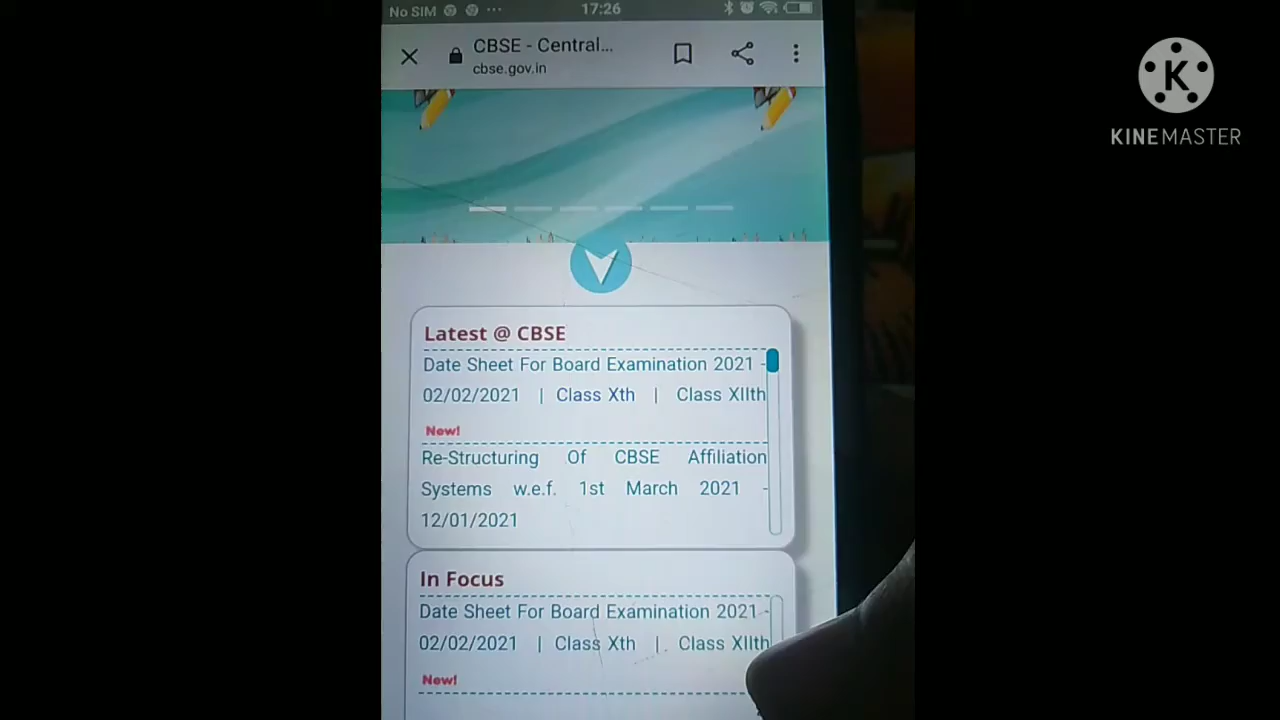 No SIM
17:26
CBSE - Central...
cbse.gov.in
KINEMASTER
Latest @ CBSE
Date Sheet For Board Examination 2021 -
02/02/2021 | Class Xth | Class XIIth
New!
Re-Structuring Of CBSE Affiliation
Systems w.e.f. 1st March 2021 -
12/01/2021
In Focus
Date Sheet For Board Examination 2021 -
02/02/2021 | Class Xth | Class XIIth
New!